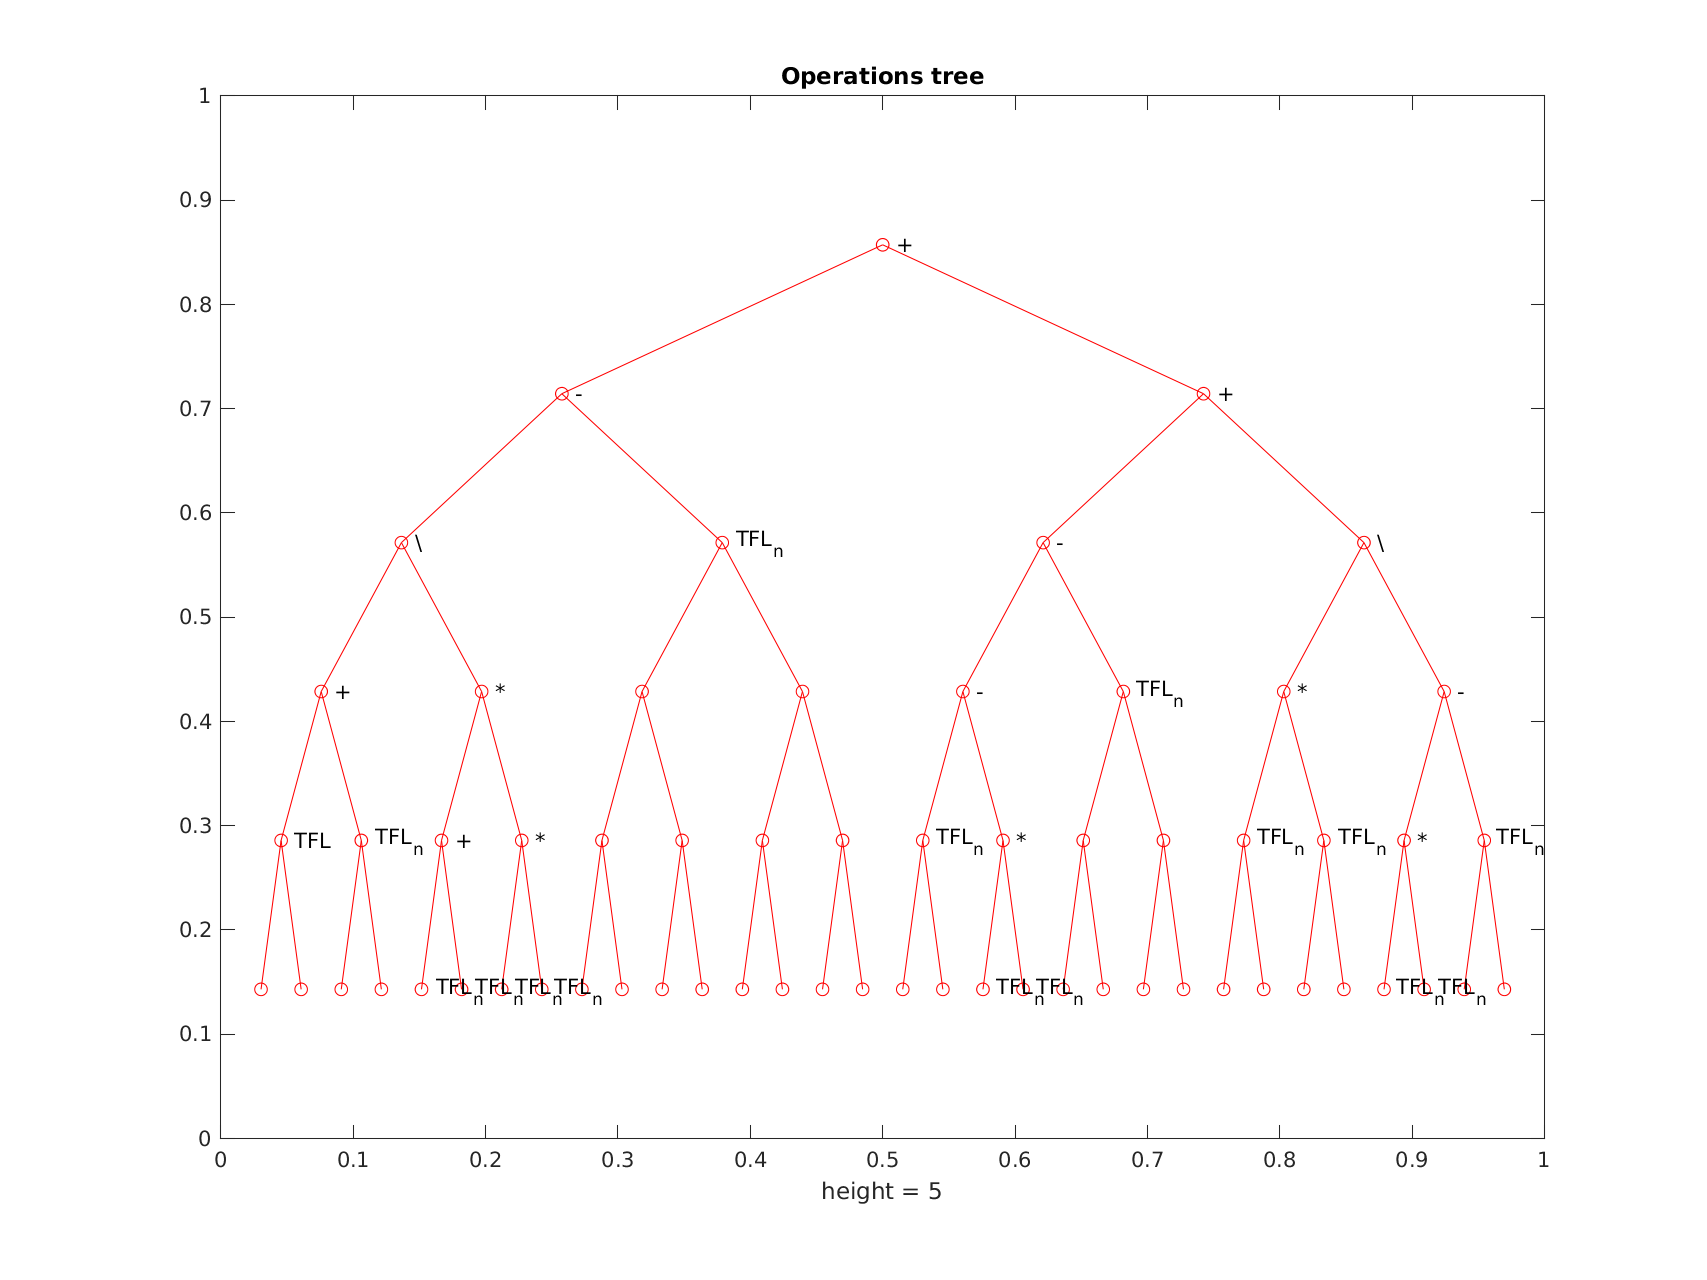 Operations tree
1
0.9
+
0.8
- +
0.7
0.6
\ TFLn - \
0.5
+ * - TFLn * -
0.4
0.3
TFL TFLn + * TFLn * TFLn TFLn * TFLn
0.2
TFLn TFLn TFLn TFLn TFLn TFLn TFLn TFLn
0.1
0
0 0.1 0.2 0.3 0.4 0.5 0.6 0.7 0.8 0.9 1
height = 5